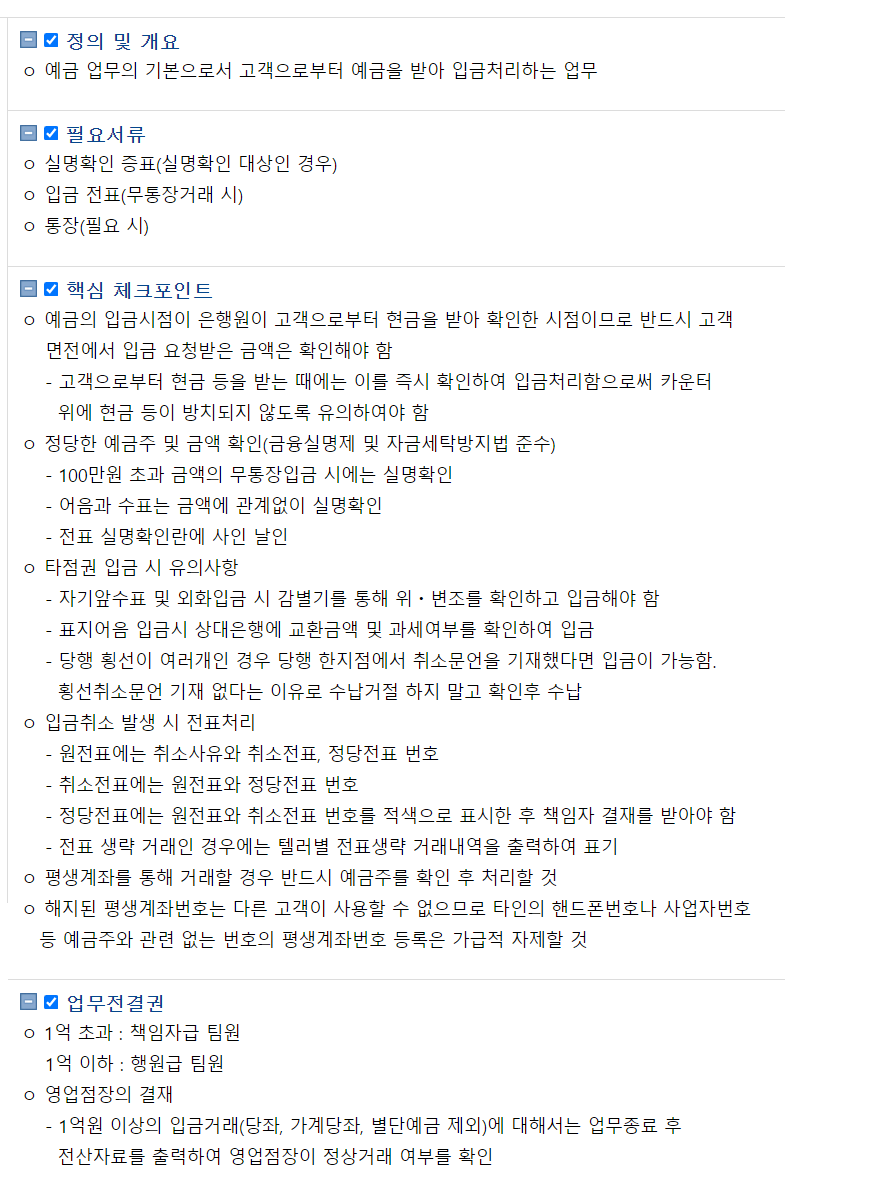 정의 및 개요
ㅇ 예금 업무의 기본으로서 고객으로부터 예금을 받아 입금처리하는 업무
필요서류
ㅇ 실명확인 증표(실명확인 대상인 경우)
ㅇ 입금 전표(무통장거래 시)
ㅇ 통장(필요 시)
핵심 체크포인트
ㅇ 예금의 입금시점이 은행원이 고객으로부터 현금을 받아 확인한 시점이므로 반드시 고객
면전에서 입금 요청받은 금액은 확인해야 함
- 고객으로부터 현금 등을 받는 때에는 이를 즉시 확인하여 입금처리함으로써 카운터
위에 현금 등이 방치되지 않도록 유의하여야 함
ㅇ 정당한 예금주 및 금액 확인(금융실명제 및 자금세탁방지법 준수)
- 100만원 초과 금액의 무통장입금 시에는 실명확인
- 어음과 수표는 금액에 관계없이 실명확인
- 전표 실명확인란에 사인 날인
ㅇ 타점권 입금 시 유의사항
- 자기앞수표 및 외화입금 시 감별기를 통해 위・변조를 확인하고 입금해야 함
- 표지어음 입금시 상대은행에 교환금액 및 과세여부를 확인하여 입금
- 당행 횡선이 여러개인 경우 당행 한지점에서 취소문언을 기재했다면 입금이 가능함.
횡선취소문언 기재 없다는 이유로 수납거절 하지 말고 확인후 수납
ㅇ 입금취소 발생 시 전표처리
- 원전표에는 취소사유와 취소전표, 정당전표 번호
- 취소전표에는 원전표와 정당전표 번호
- 정당전표에는 원전표와 취소전표 번호를 적색으로 표시한 후 책임자 결재를 받아야 함
- 전표 생략 거래인 경우에는 텔러별 전표생략 거래내역을 출력하여 표기
ㅇ 평생계좌를 통해 거래할 경우 반드시 예금주를 확인 후 처리할 것
ㅇ 해지된 평생계좌번호는 다른 고객이 사용할 수 없으므로 타인의 핸드폰번호나 사업자번호
등 예금주와 관련 없는 번호의 평생계좌번호 등록은 가급적 자제할 것
업무전결권
ㅇ 1억 초과 : 책임자급 팀원
1억 이하 : 행원급 팀원
ㅇ 영업점장의 결재
- 1억원 이상의 입금거래(당좌, 가계당좌, 별단예금 제외)에 대해서는 업무종료 후
전산자료를 출력하여 영업점장이 정상거래 여부를 확인